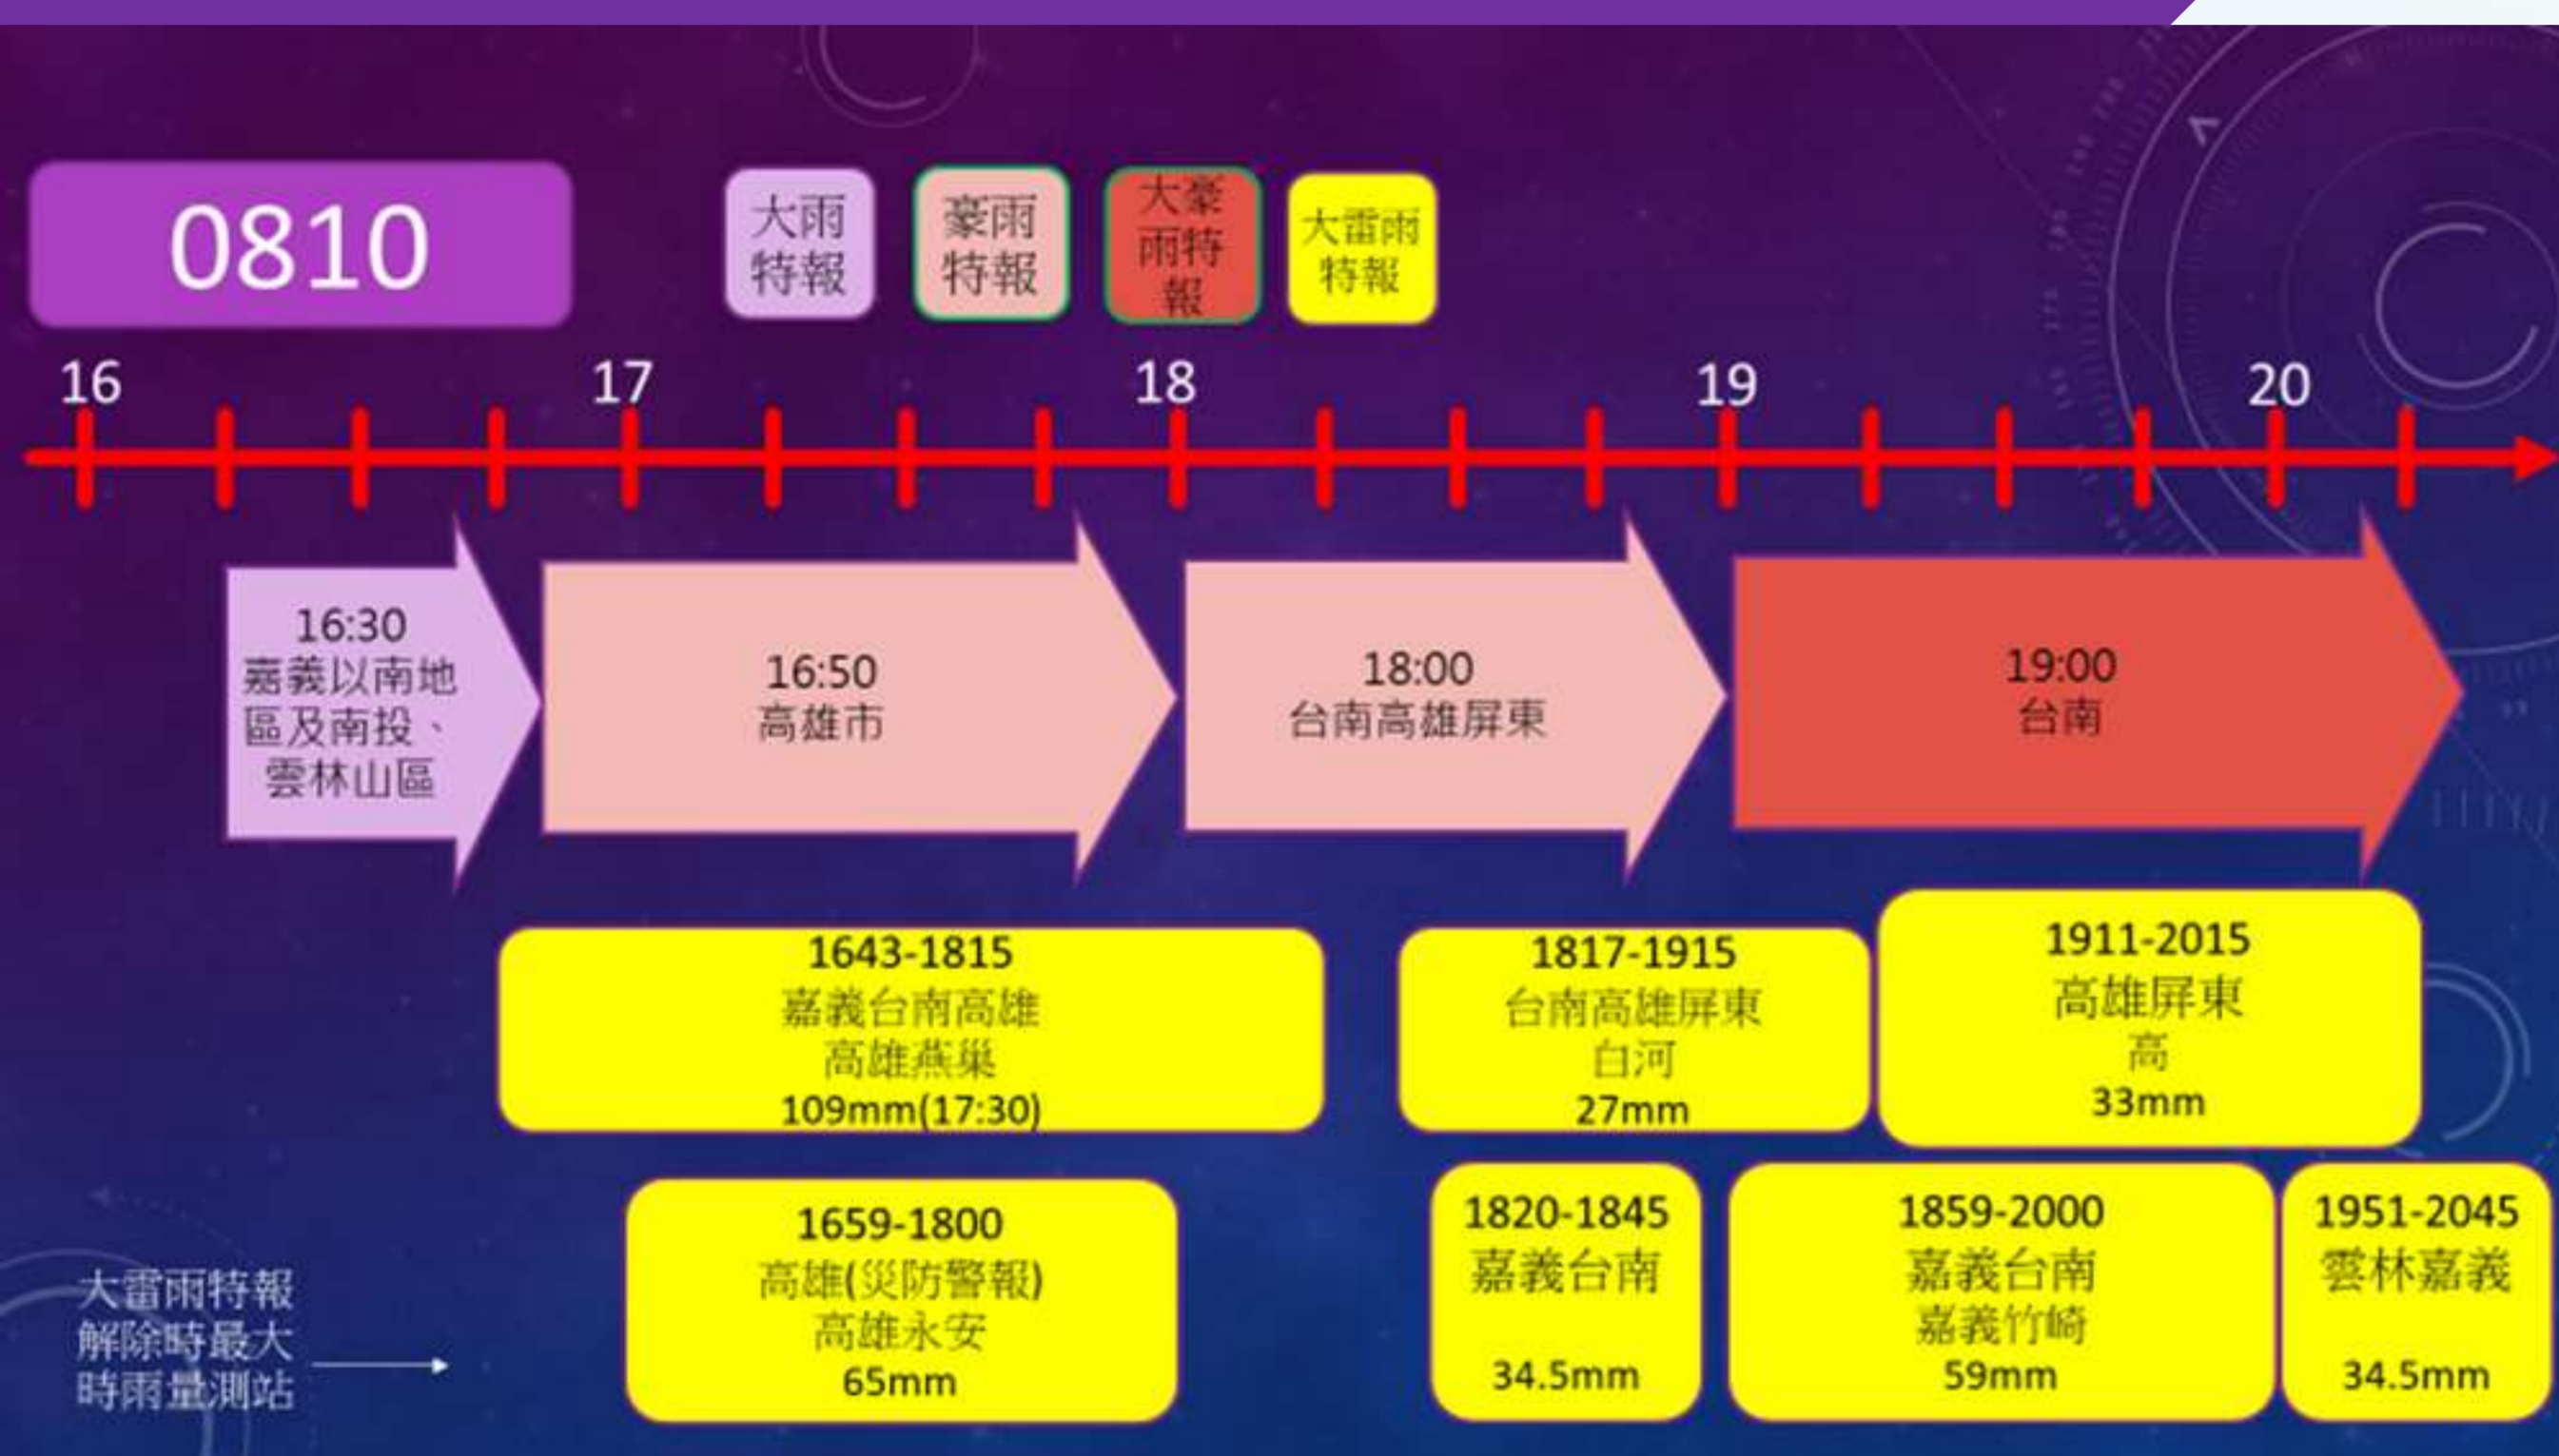 0810
大雨
特報
豪雨
特報
大豪
雨特
報
大雷雨
特報
16
17
18
19
20
16:30
嘉義以南地
區及南投、
雲林山區
16:50
高雄市
18:00
台南高雄屏東
19:00
台南
1643-1815
嘉義台南高雄
高雄燕巢
109mm(17:30)
1817-1915
台南高雄屏東
白河
27mm
1911-2015
高雄屏東
高
33mm
大雷雨特報
解除時最大
時雨量測站
1659-1800
高雄(災防警報)
高雄永安
65mm
1820-1845
嘉義台南
34.5mm
1859-2000
嘉義台南
嘉義竹崎
59mm
1951-2045
雲林嘉義
34.5mm